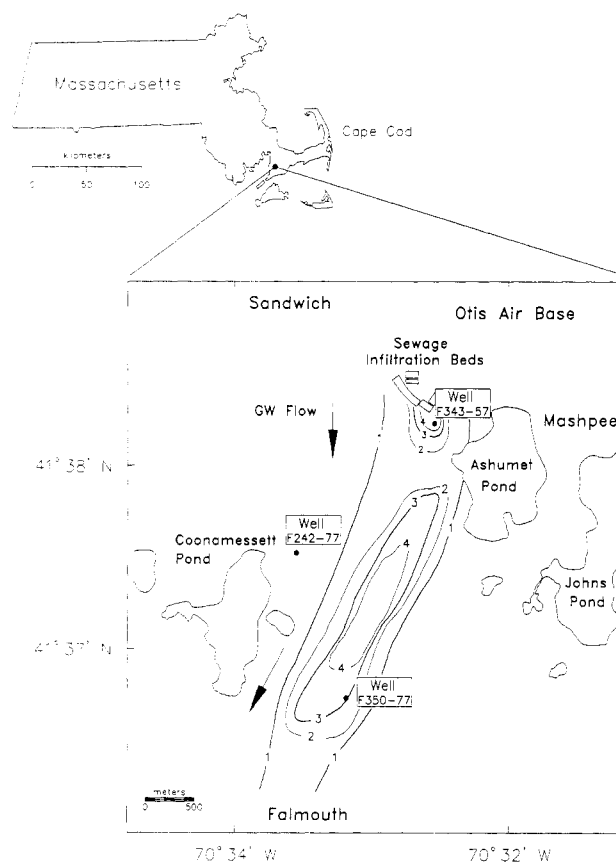 Massachusetts
Cape Cod
kilometers
0 50 100
Sandwich
Otis Air Base
Sewage
Infiltration Beds
Well
F343-57
GW Flow
Mashpee
41° 38' N
Ashumet
Pond
Well
F242-77
Coonamessett
Pond
Johns
Pond
41° 37' N
Well
F350-77
4
3
2
1
2
3
1
4
4
3
2
1
1
meters
0 500
Falmouth
70° 34' W
70° 32' W